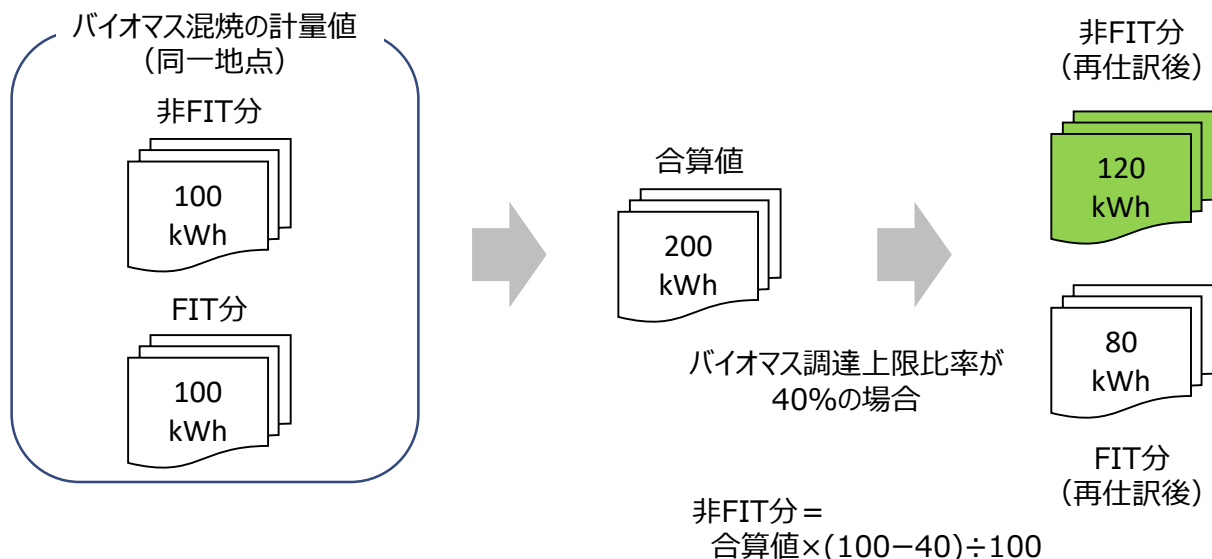 バイオマス混焼の計量値
（同一地点）
非FIT分
100
kWh
FIT分
100
kWh
合算値
200
kWh
バイオマス調達上限比率が
40%の場合
非FIT分＝
合算値×(100−40)÷100
非FIT分
（再仕訳後）
120
kWh
80
kWh
FIT分
（再仕訳後）